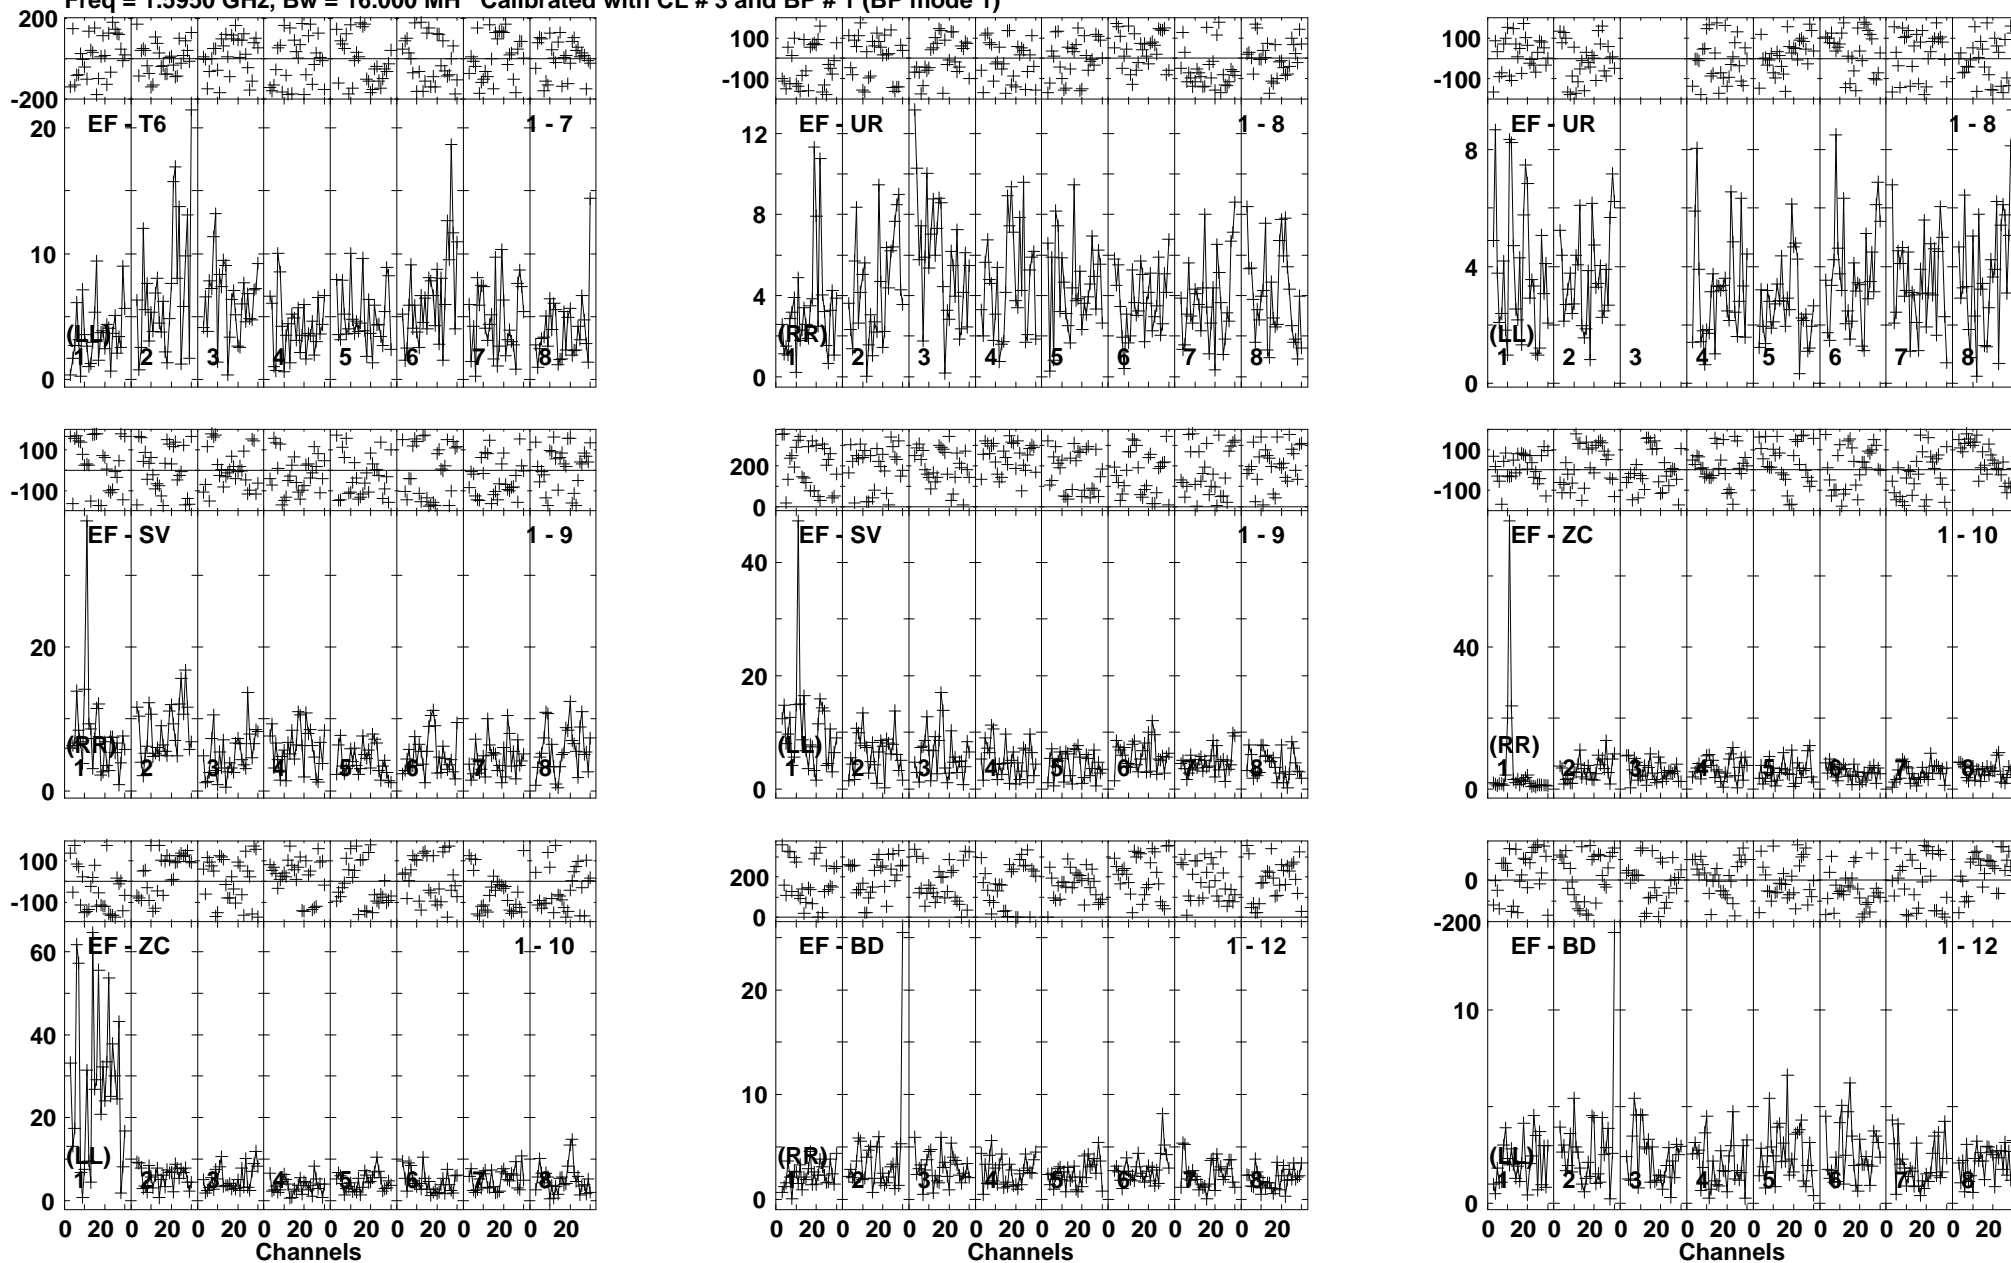 Freq = 1.5950 GHz, Bw = 16.000 MH Calibrated with CL # 3 and BP # 1 (BP mode 1)
200
-200
100
-100
100
-100
EF - T6 1 - 7
EF - UR 1 - 8
EF - UR 1 - 8
20
10
0
12
8
4
0
8
4
0
(LL)
(RR)
(LL)
1 2 3 4 5 6 7 8
1 2 3 4 5 6 7 8
1 2 3 4 5 6 7 8
100
-100
200
0
100
-100
EF - SV 1 - 9
EF - SV 1 - 9
EF - ZC 1 - 10
20
0
40
20
0
40
0
(RR)
(LL)
(RR)
1 2 3 4 5 6 7 8
1 2 3 4 5 6 7 8
1 2 3 4 5 6 7 8
100
-100
200
0
0
-200
EF - ZC 1 - 10
EF - BD 1 - 12
EF - BD 1 - 12
60
40
20
0
20
10
0
10
0
(LL)
(RR)
(LL)
1 2 3 4 5 6 7 8
1 2 3 4 5 6 7 8
1 2 3 4 5 6 7 8
0 20 0 20 0 20 0 20 0 20 0 20 0 20 0 20
0 20 0 20 0 20 0 20 0 20 0 20 0 20 0 20
0 20 0 20 0 20 0 20 0 20 0 20 0 20 0 20
Channels
Channels
Channels